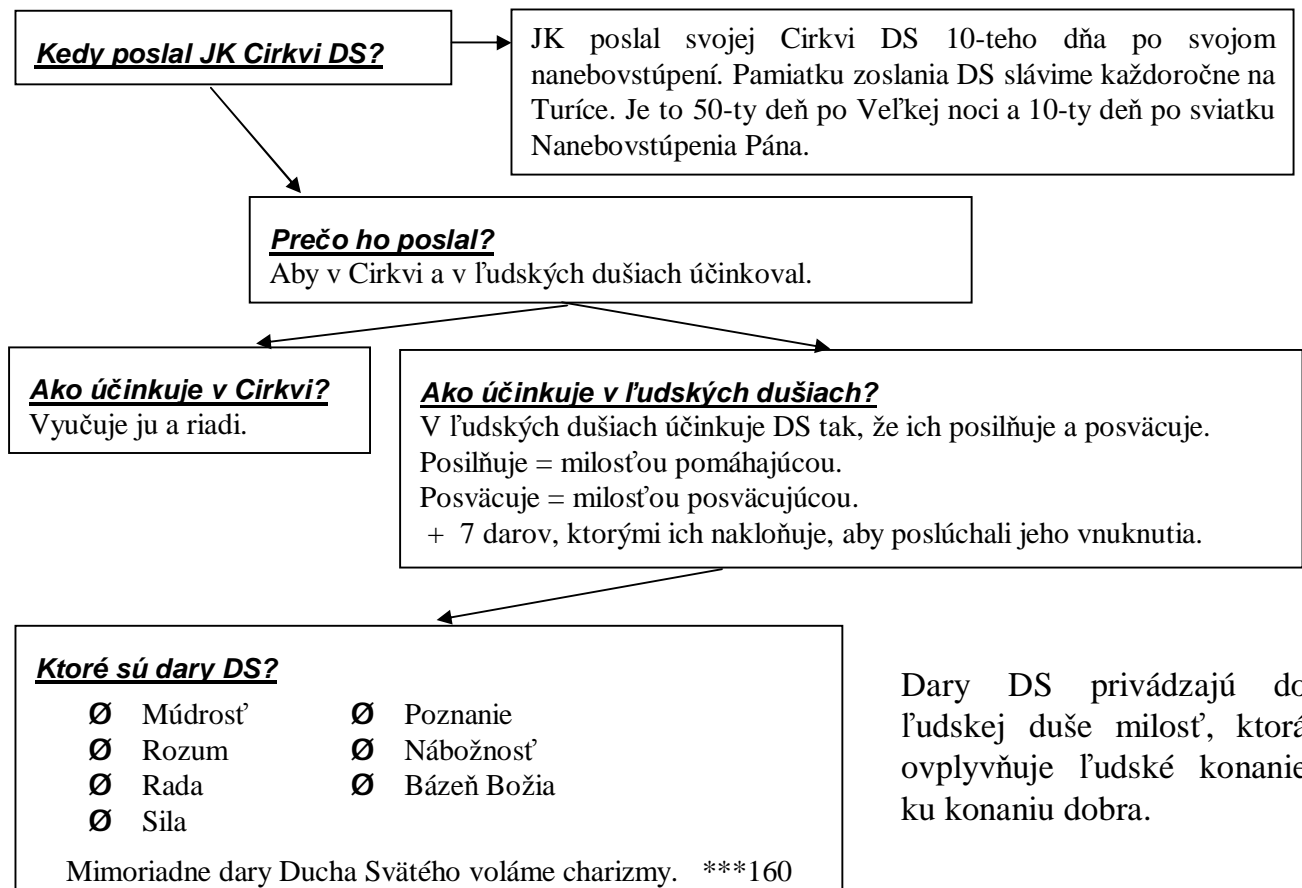 Kedy poslal JK Cirkvi DS?
JK poslal svojej Cirkvi DS 10-teho dňa po svojom
nanebovstúpení. Pamiatku zoslania DS slávime každoročne na
Turíce. Je to 50-ty deň po Veľkej noci a 10-ty deň po sviatku
Nanebovstúpenia Pána.
Prečo ho poslal?
Aby v Cirkvi a v ľudských dušiach účinkoval.
Ako účinkuje v Cirkvi?
Vyučuje ju a riadi.
Ako účinkuje v ľudských dušiach?
V ľudských dušiach účinkuje DS tak, že ich posilňuje a posväcuje.
Posilňuje = milosťou pomáhajúcou.
Posväcuje = milosťou posväcujúcou.
+ 7 darov, ktorými ich nakloňuje, aby poslúchali jeho vnuknutia.
Ktoré sú dary DS?
Ø Múdrosť
Ø Rozum
Ø Rada
Ø Sila
Ø Poznanie
Ø Nábožnosť
Ø Bázeň Božia
Mimoriadne dary Ducha Svätého voláme charizmy. ***160
Dary DS privádzajú do
ľudskej duše milosť, ktorá
ovplyvňuje ľudské konanie
ku konaniu dobra.